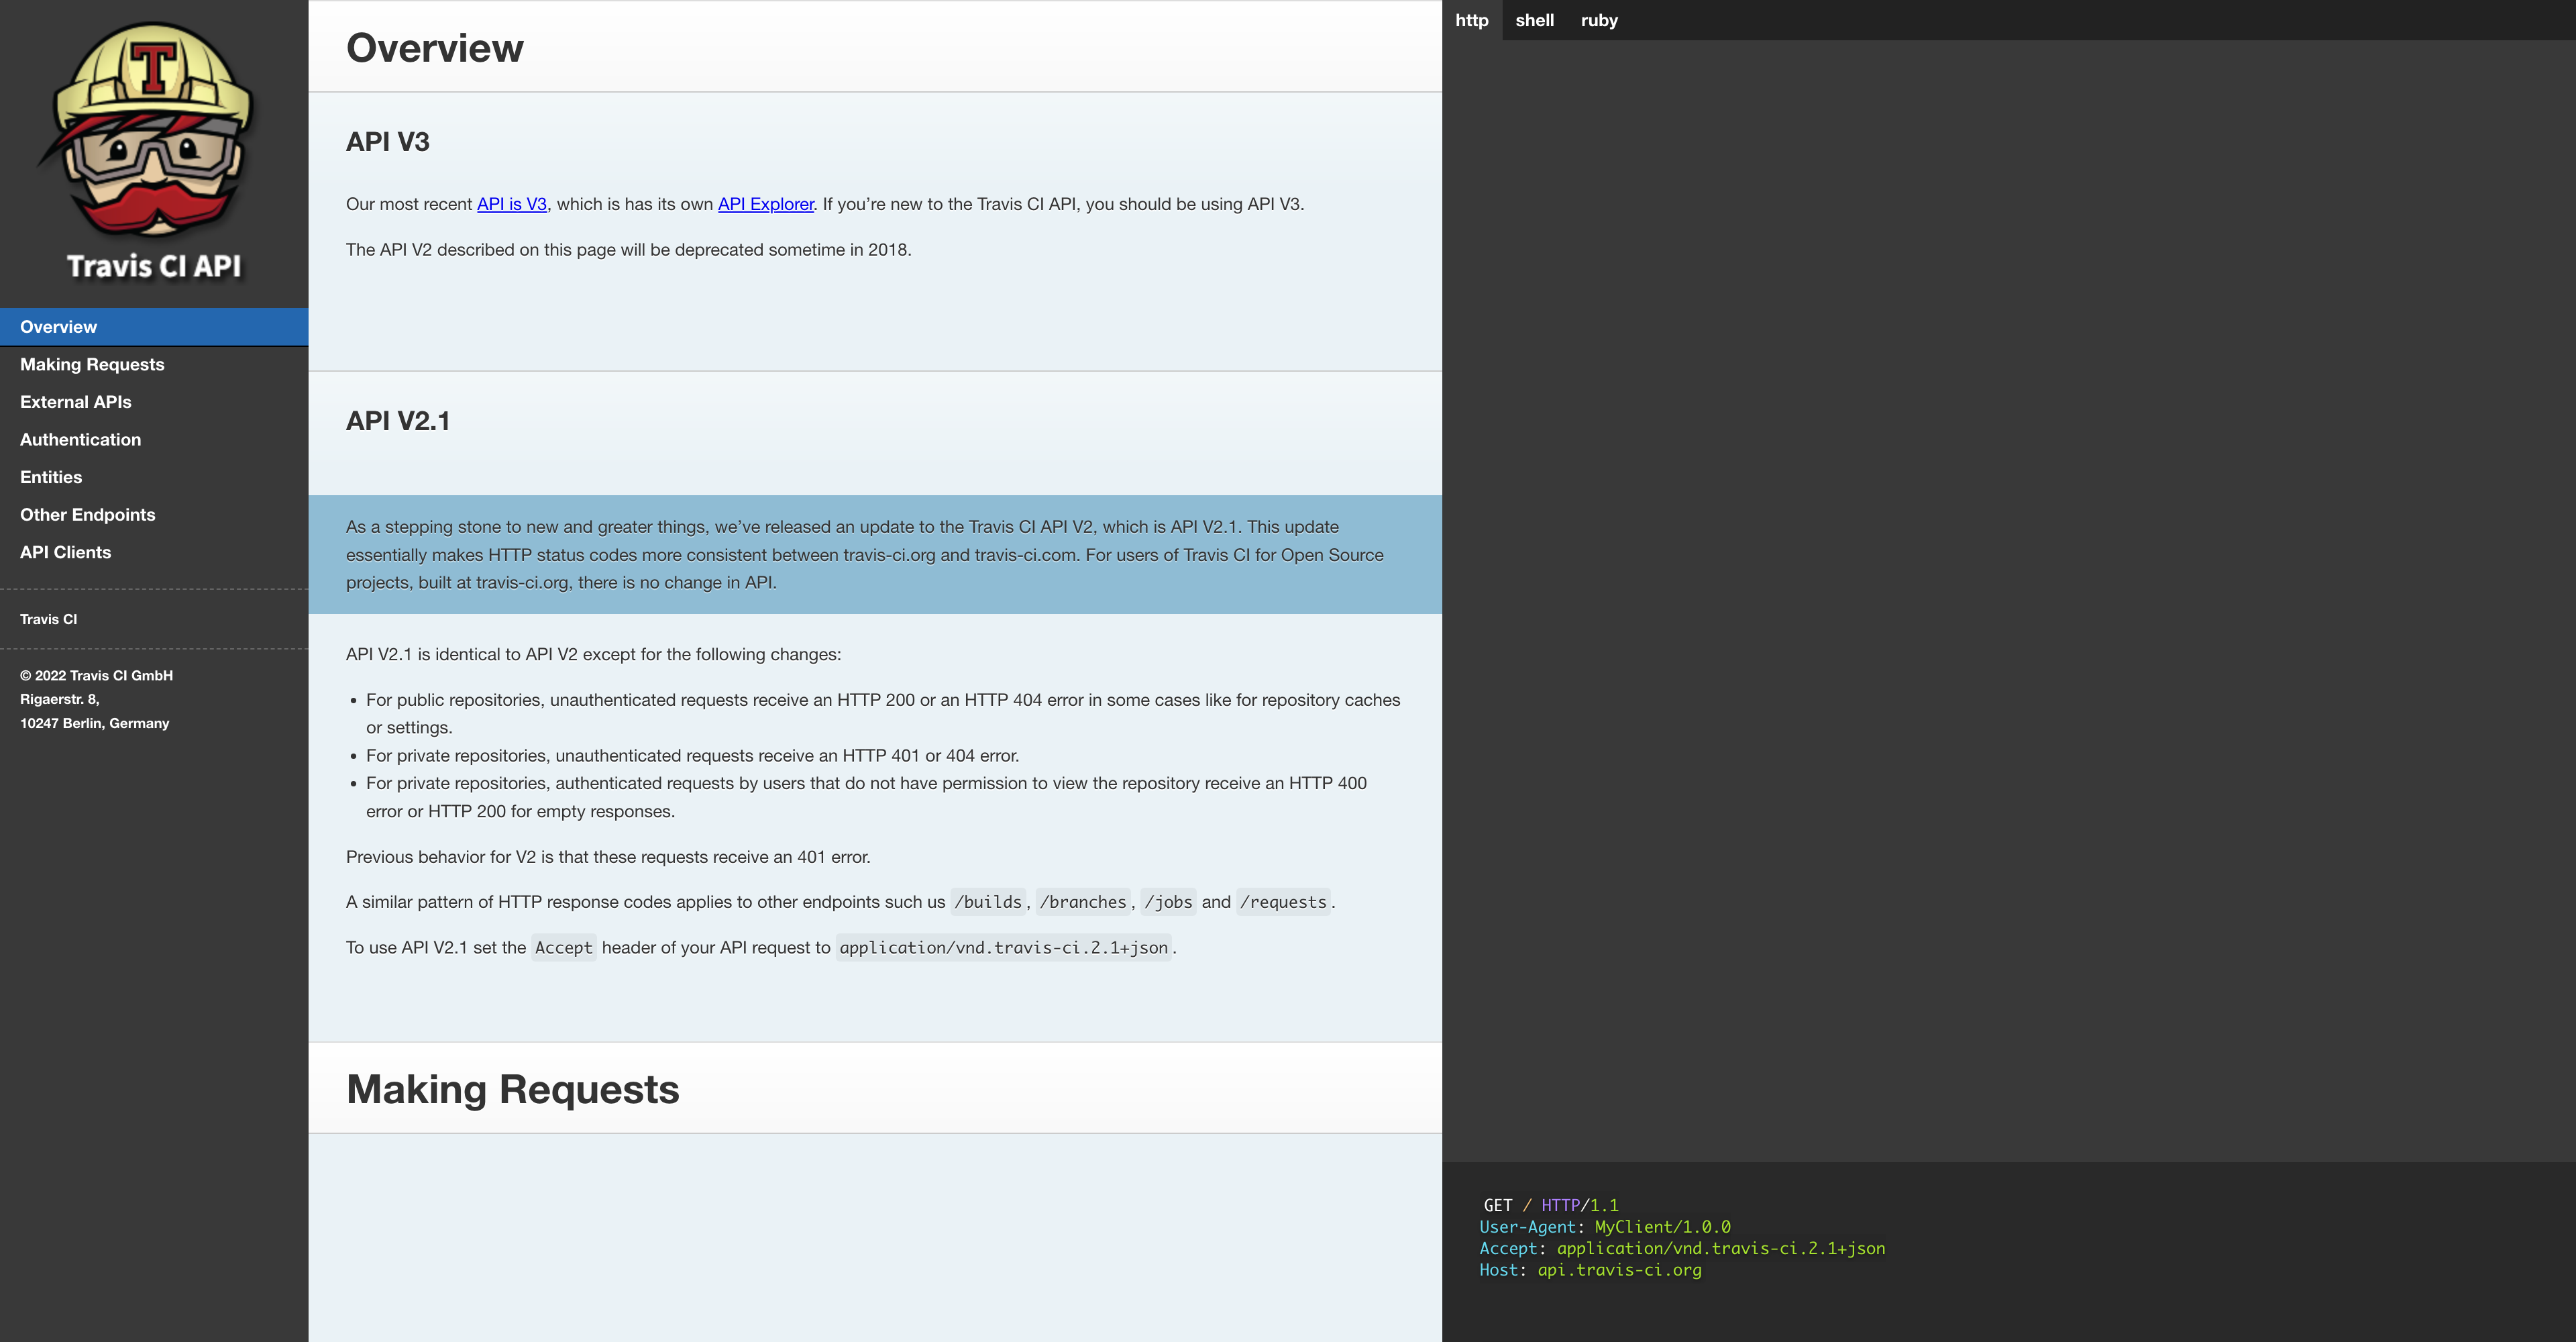 T
Travis CI API
Overview
Making Requests
External APIs
Authentication
Entities
Other Endpoints
API Clients
Travis CI
© 2022 Travis CI GmbH
Rigaerstr. 8,
10247 Berlin, Germany
Overview
API V3
Our most recent API is V3, which is has its own API Explorer. If you’re new to the Travis CI API, you should be using API V3.
The API V2 described on this page will be deprecated sometime in 2018.
API V2.1
As a stepping stone to new and greater things, we’ve released an update to the Travis CI API V2, which is API V2.1. This update
essentially makes HTTP status codes more consistent between travis-ci.org and travis-ci.com. For users of Travis CI for Open Source
projects, built at travis-ci.org, there is no change in API.
API V2.1 is identical to API V2 except for the following changes:
• For public repositories, unauthenticated requests receive an HTTP 200 or an HTTP 404 error in some cases like for repository caches
or settings.
• For private repositories, unauthenticated requests receive an HTTP 401 or 404 error.
• For private repositories, authenticated requests by users that do not have permission to view the repository receive an HTTP 400
error or HTTP 200 for empty responses.
Previous behavior for V2 is that these requests receive an 401 error.
A similar pattern of HTTP response codes applies to other endpoints such us /builds, /branches, /jobs and /requests.
To use API V2.1 set the Accept header of your API request to application/vnd.travis-ci.2.1+json.
Making Requests
http shell ruby
GET / HTTP/1.1
User-Agent: MyClient/1.0.0
Accept: application/vnd.travis-ci.2.1+json
Host: api.travis-ci.org